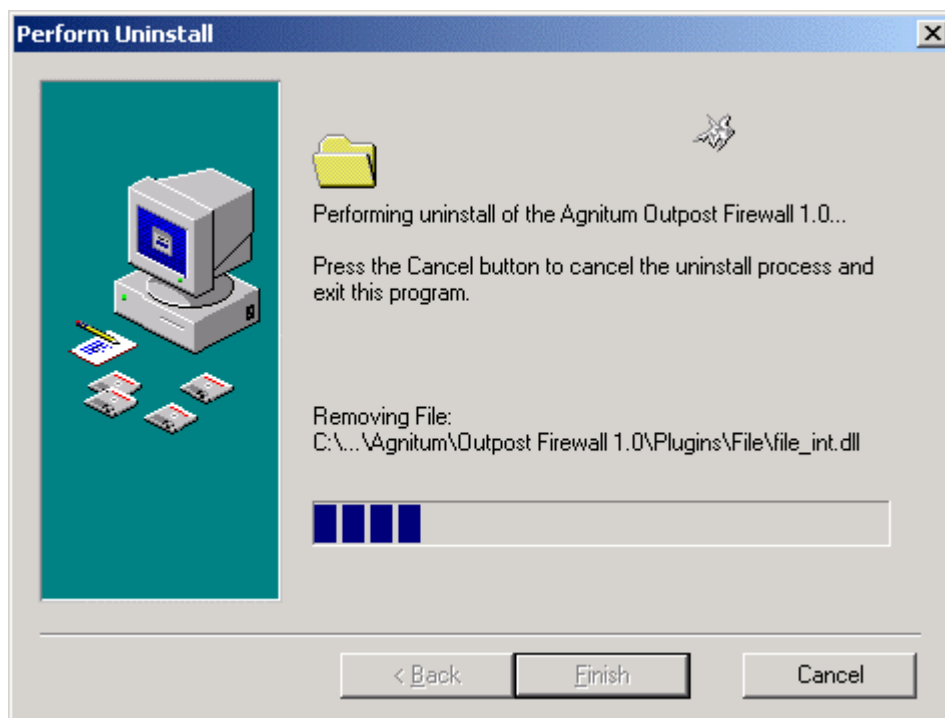 Perform Uninstall
Performing uninstall of the Agnitum Outpost Firewall 1.0...
Press the Cancel button to cancel the uninstall process and
exit this program.
Removing File:
C:\...\Agnitum\Outpost Firewall 1.0\Plugins\File\file_int.dll
< Back
Finish
Cancel